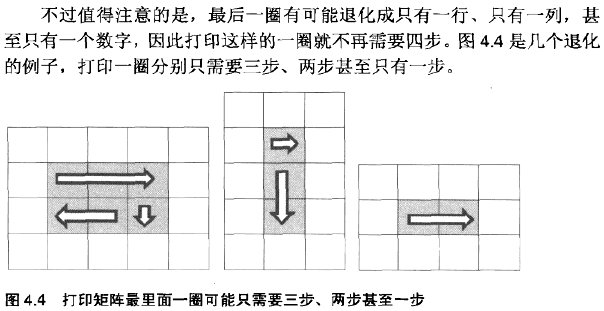 不过值得注意的是，最后一圈有可能退化成只有一行、只有一列，甚
至只有一个数字，因此打印这样的一圈就不再需要四步。图 4.4 是几个退化
的例子，打印一圈分别只需要三步、两步甚至只有一步。
图 4.4 打印矩阵最里面一圈可能只需要三步、两步甚至一步